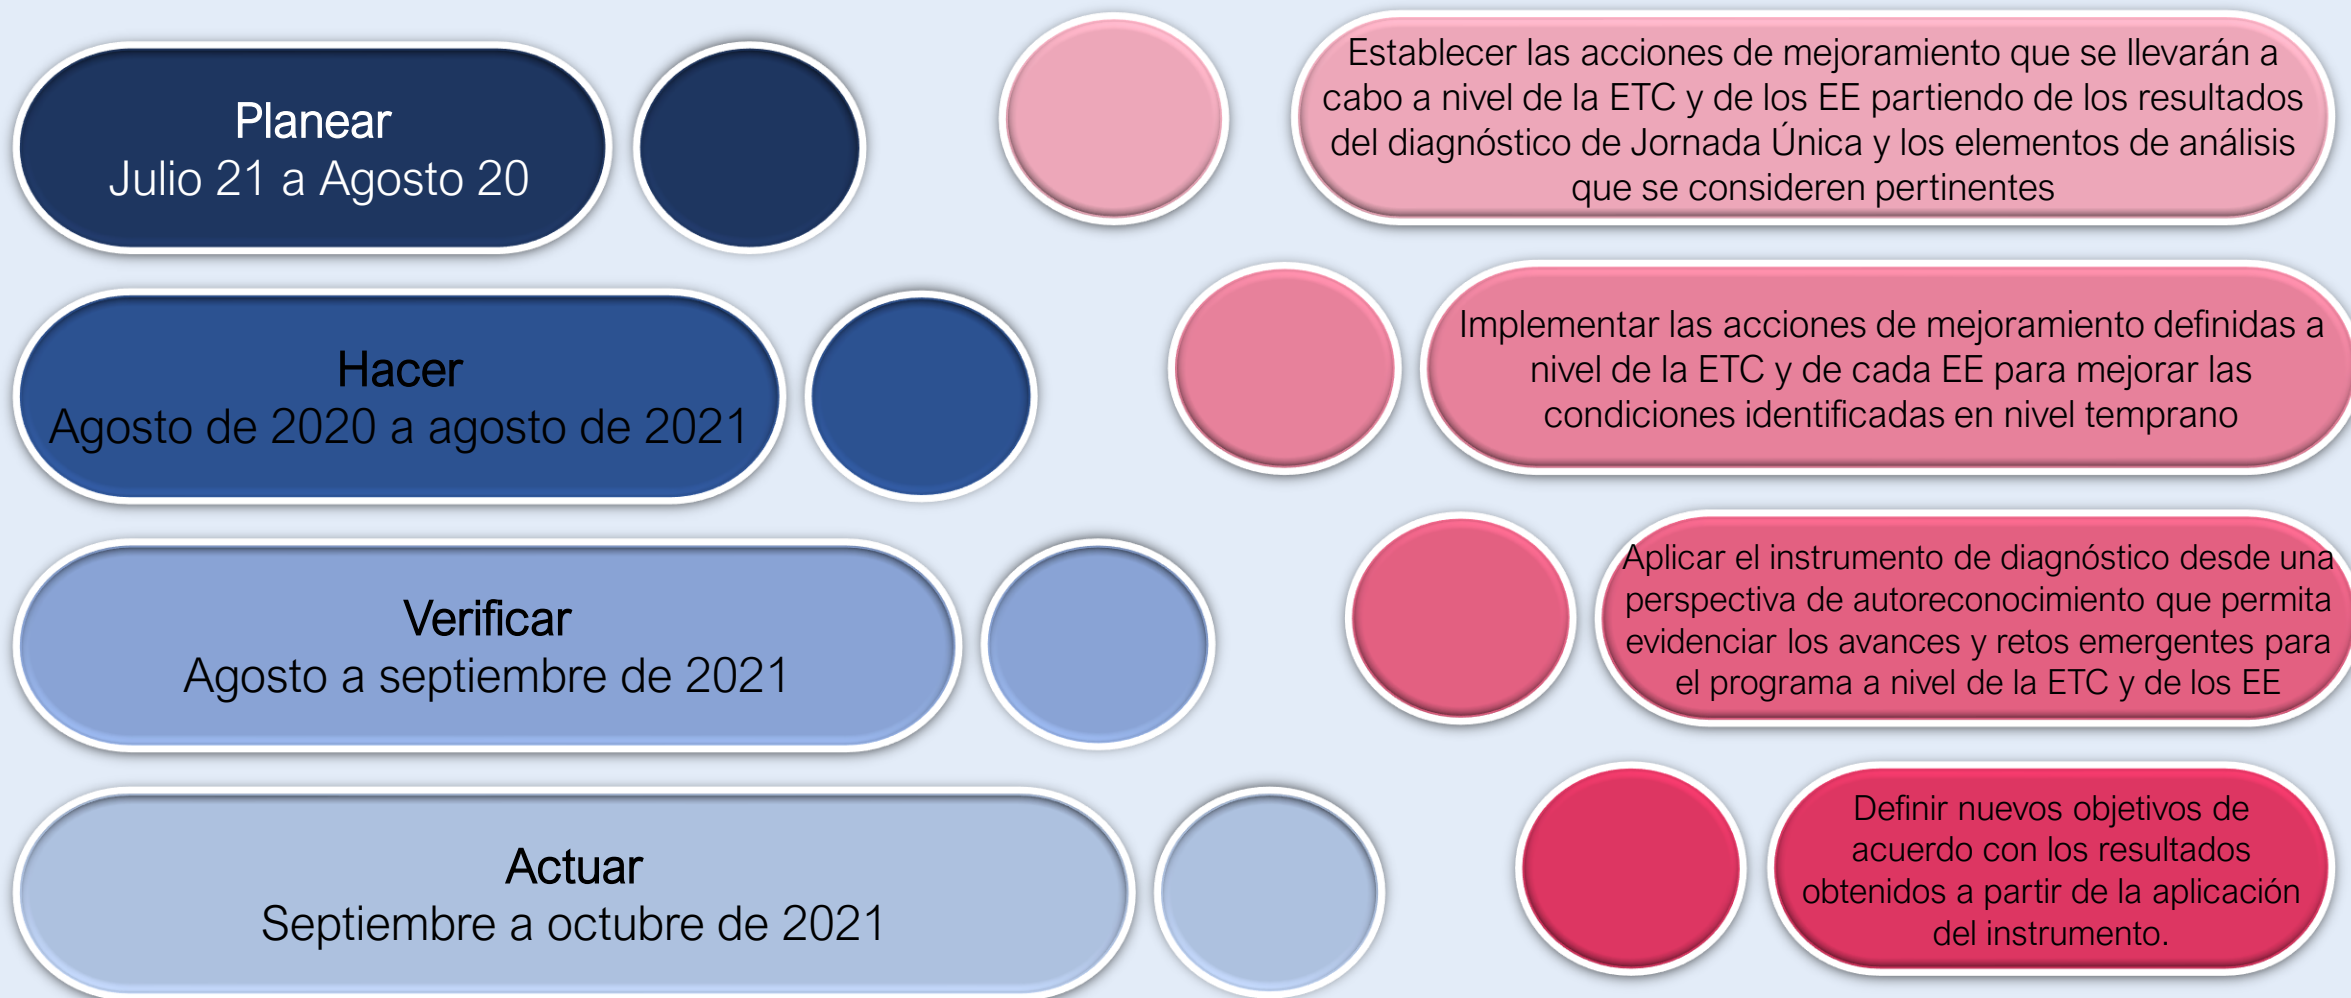 Planear
Julio 21 a Agosto 20
Establecer las acciones de mejoramiento que se llevarán a
cabo a nivel de la ETC y de los EE partiendo de los resultados
del diagnóstico de Jornada Única y los elementos de análisis
que se consideren pertinentes
Hacer
Agosto de 2020 a agosto de 2021
Implementar las acciones de mejoramiento definidas a
nivel de la ETC y de cada EE para mejorar las
condiciones identificadas en nivel temprano
Verificar
Agosto a septiembre de 2021
Aplicar el instrumento de diagnóstico desde una
perspectiva de autoreconocimiento que permita
evidenciar los avances y retos emergentes para
el programa a nivel de la ETC y de los EE
Actuar
Septiembre a octubre de 2021
Definir nuevos objetivos de
acuerdo con los resultados
obtenidos a partir de la aplicación
del instrumento.